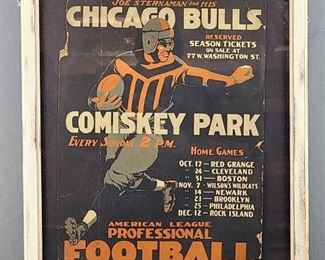 JOE STERNAMAN AND HIS
CHICAGO BULLS
RESERVED
SEASON TICKETS
ON SALE AT
77 W. WASHINGTON ST.
COMISKEY PARK
EVERY SUNDAY 2 P.M.
HOME GAMES
OCT. 17 - RED GRANGE
" 24 - CLEVELAND
" 31 - BOSTON
NOV. 7 - WILSON'S WILDCATS
" 14 - NEWARK
" 21 - BROOKLYN
" 25 - PHILADELPHIA
DEC. 12 - ROCK ISLAND
AMERICAN LEAGUE
PROFESSIONAL
FOOTBALL